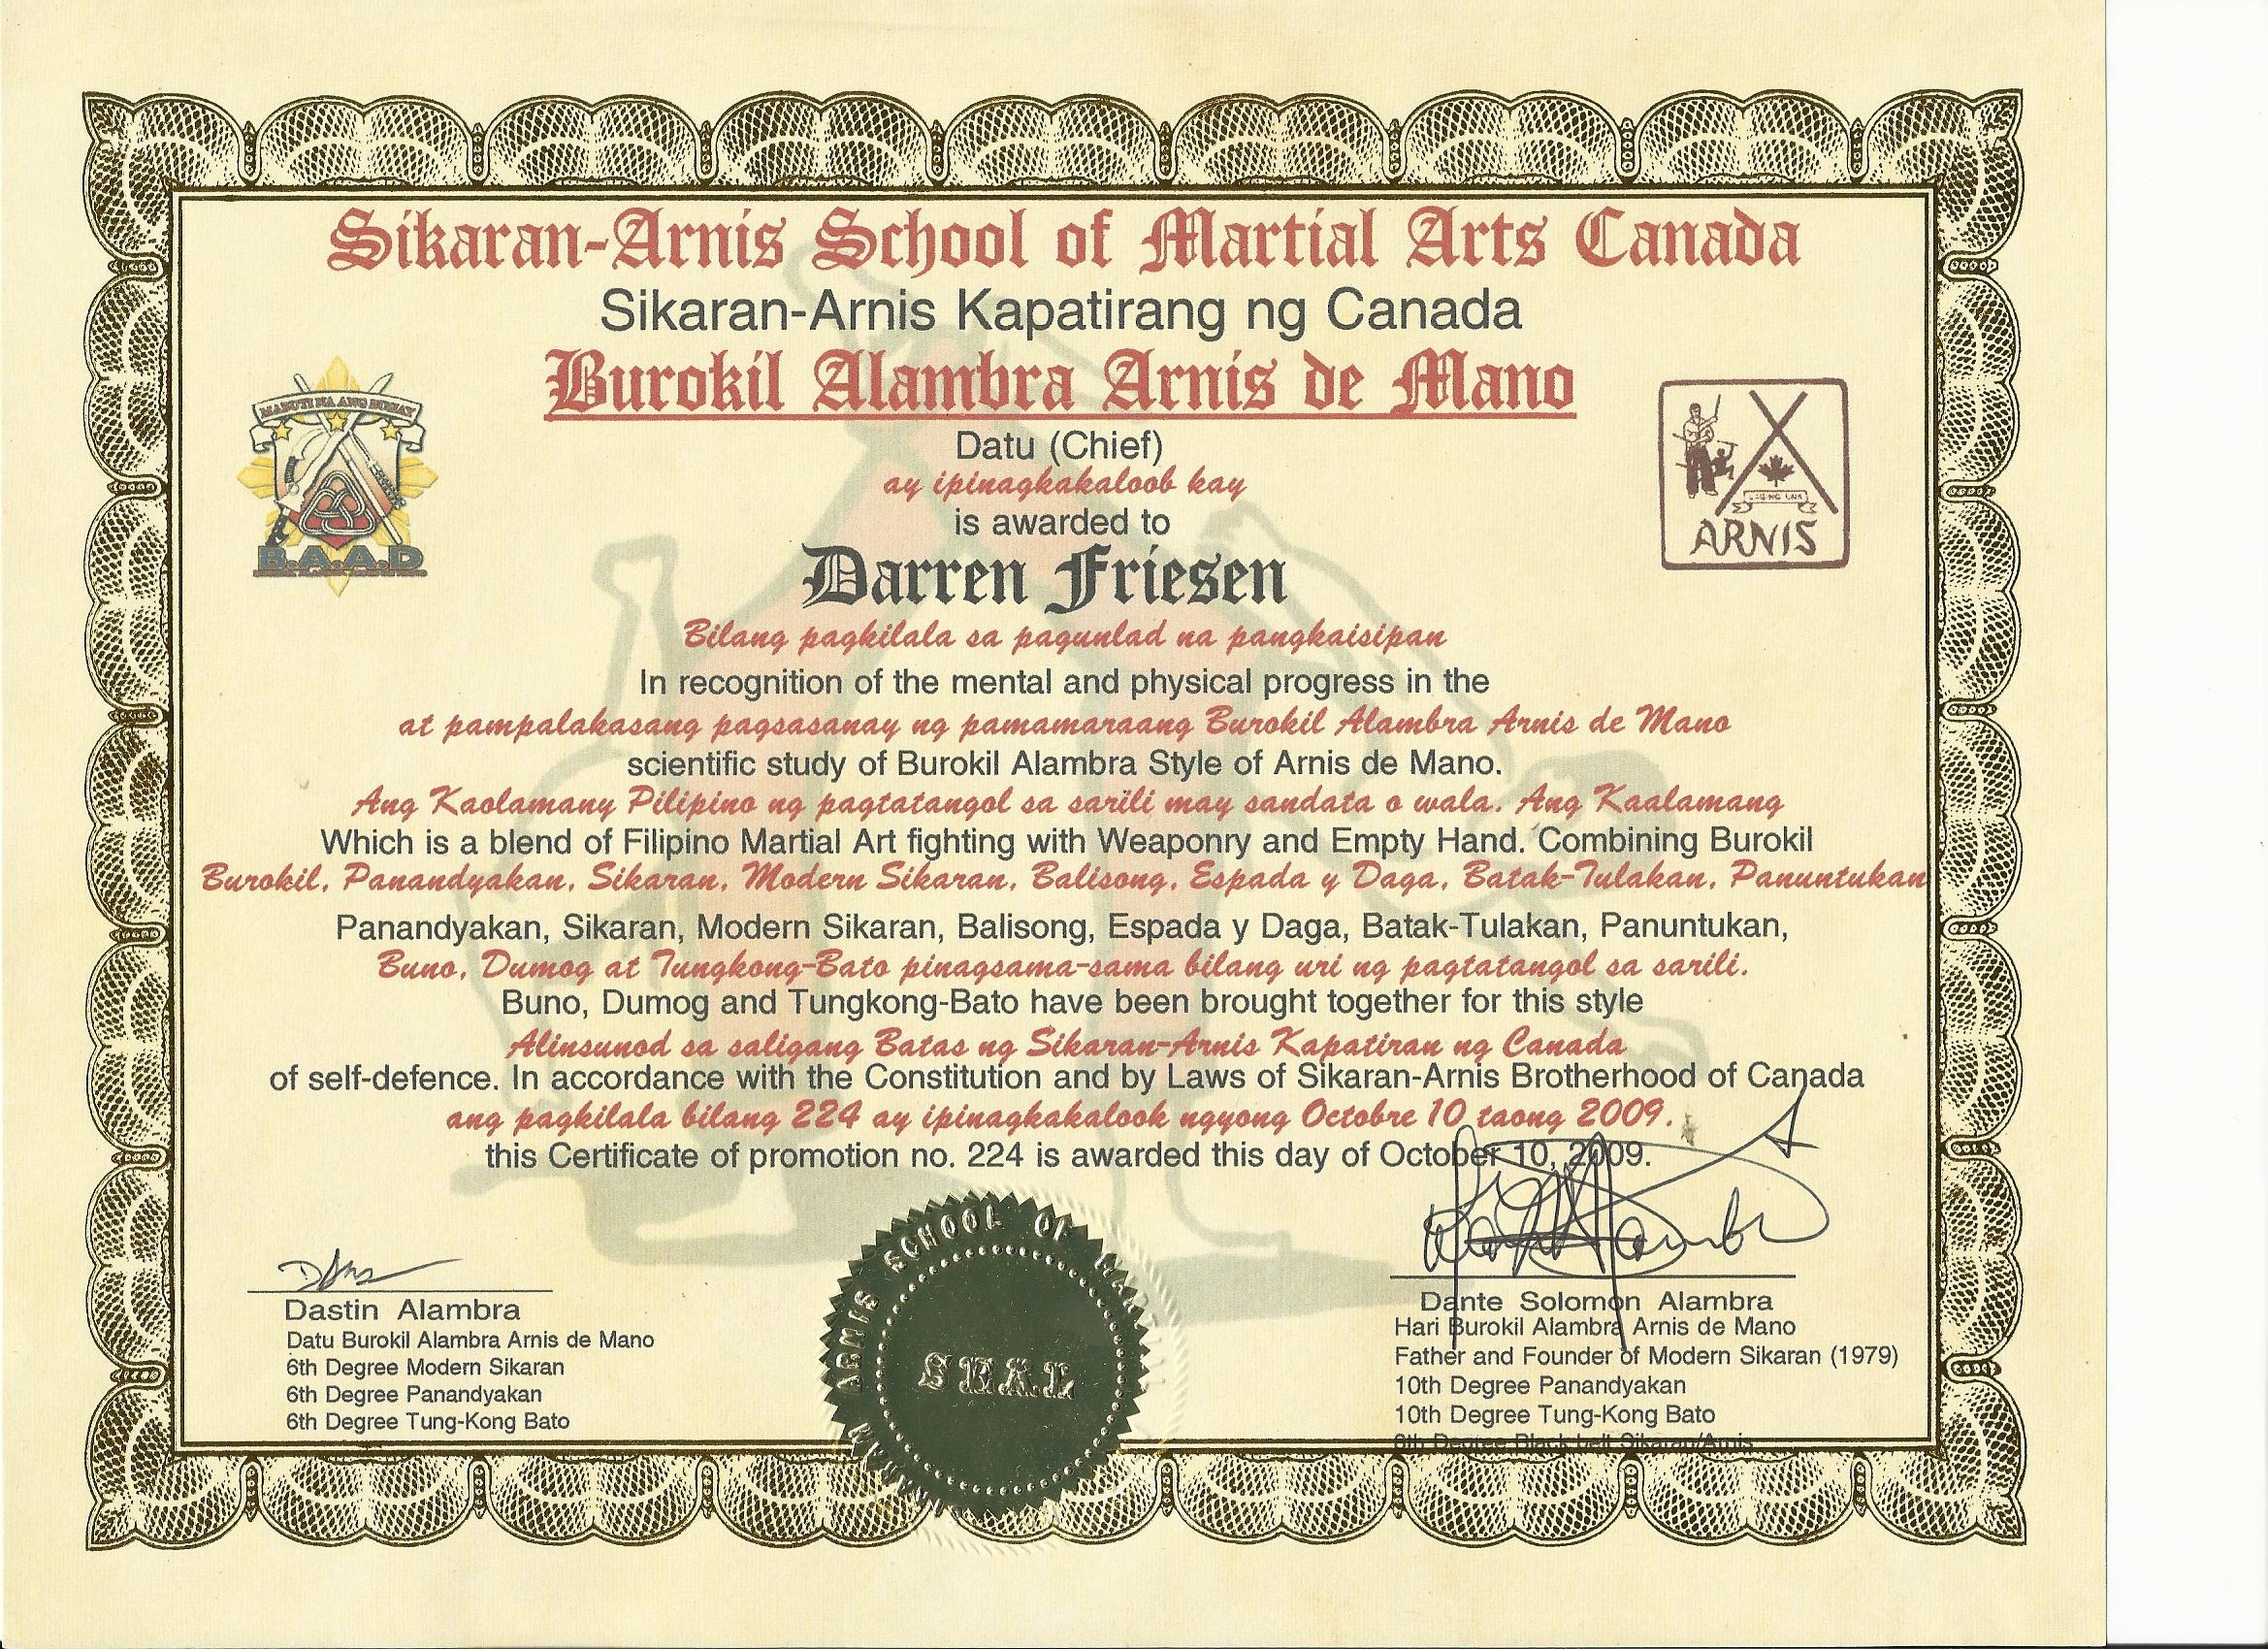 Sikaran-Arnis School of Martial Arts Canada
Sikaran-Arnis Kapatirang ng Canada
Burokil Alambra Arnis de Mano
MABUTI NA ANG BUHAY
B.A.A.D
ARNIS
Datu (Chief)
ay ipinagkakaloob kay
is awarded to
Darren Friesen
Bilang pagkilala sa pagunlad na pangkaisipan
In recognition of the mental and physical progress in the
at pampalakasang pagsasanay ng pamamaraang Burokil Alambra Arnis de Mano
scientific study of Burokil Alambra Style of Arnis de Mano.
Ang Kaolamany Pilipino ng pagtatangol sa sarili may sandata o wala. Ang Kaalamang
Which is a blend of Filipino Martial Art fighting with Weaponry and Empty Hand. Combining Burokil
Burokil, Panandyakan, Sikaran, Modern Sikaran, Balisong, Espada y Daga, Batak-Tulakan, Panuntukan
Panandyakan, Sikaran, Modern Sikaran, Balisong, Espada y Daga, Batak-Tulakan, Panuntukan,
Buno, Dumog at Tungkong-Bato pinagsama-sama bilang uri ng pagtatangol sa sarili.
Buno, Dumog and Tungkong-Bato have been brought together for this style
Alinsunod sa saligang Batas ng Sikaran-Arnis Kapatiran ng Canada
of self-defence. In accordance with the Constitution and by Laws of Sikaran-Arnis Brotherhood of Canada
ang pagkilala bilang 224 ay ipinagkakalook ngyong Octobre 10 taong 2009.
this Certificate of promotion no. 224 is awarded this day of October 10, 2009.
Dastin Alambra
Datu Burokil Alambra Arnis de Mano
6th Degree Modern Sikaran
6th Degree Panandyakan
6th Degree Tung-Kong Bato
ARNIS SCHOOL OF
SEAL
Dante Solomon Alambra
Hari Burokil Alambra Arnis de Mano
Father and Founder of Modern Sikaran (1979)
10th Degree Panandyakan
10th Degree Tung-Kong Bato
Degree Black belt Sikaran/Arnis